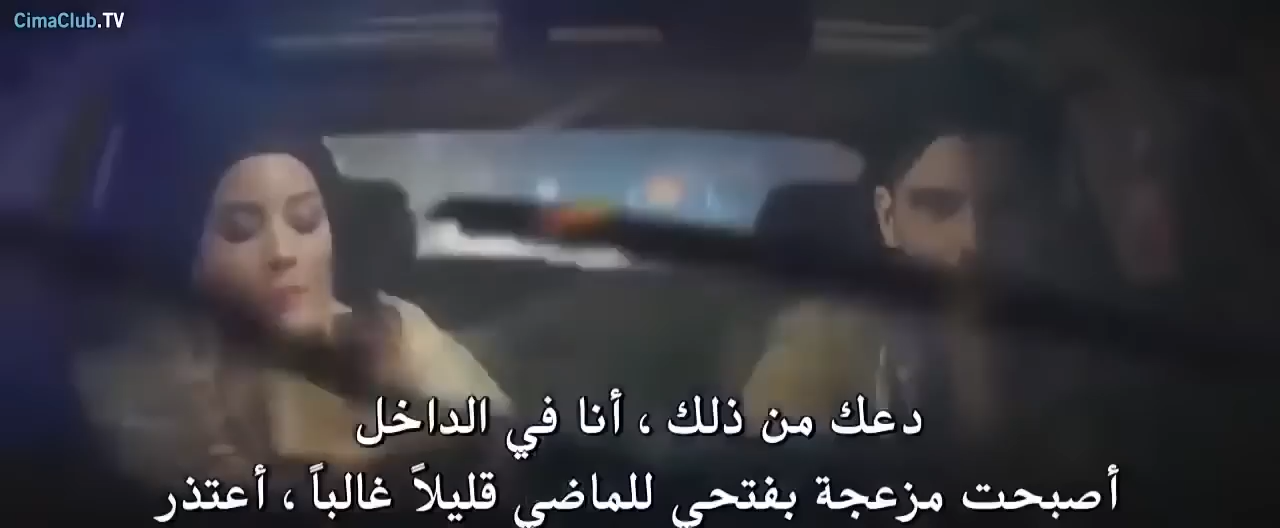 CimaClub.TV
دعك من ذلك ، أنا في الداخل
أصبحت مزعجة بفتحي للماضي قليلاً غالباً ، أعتذر